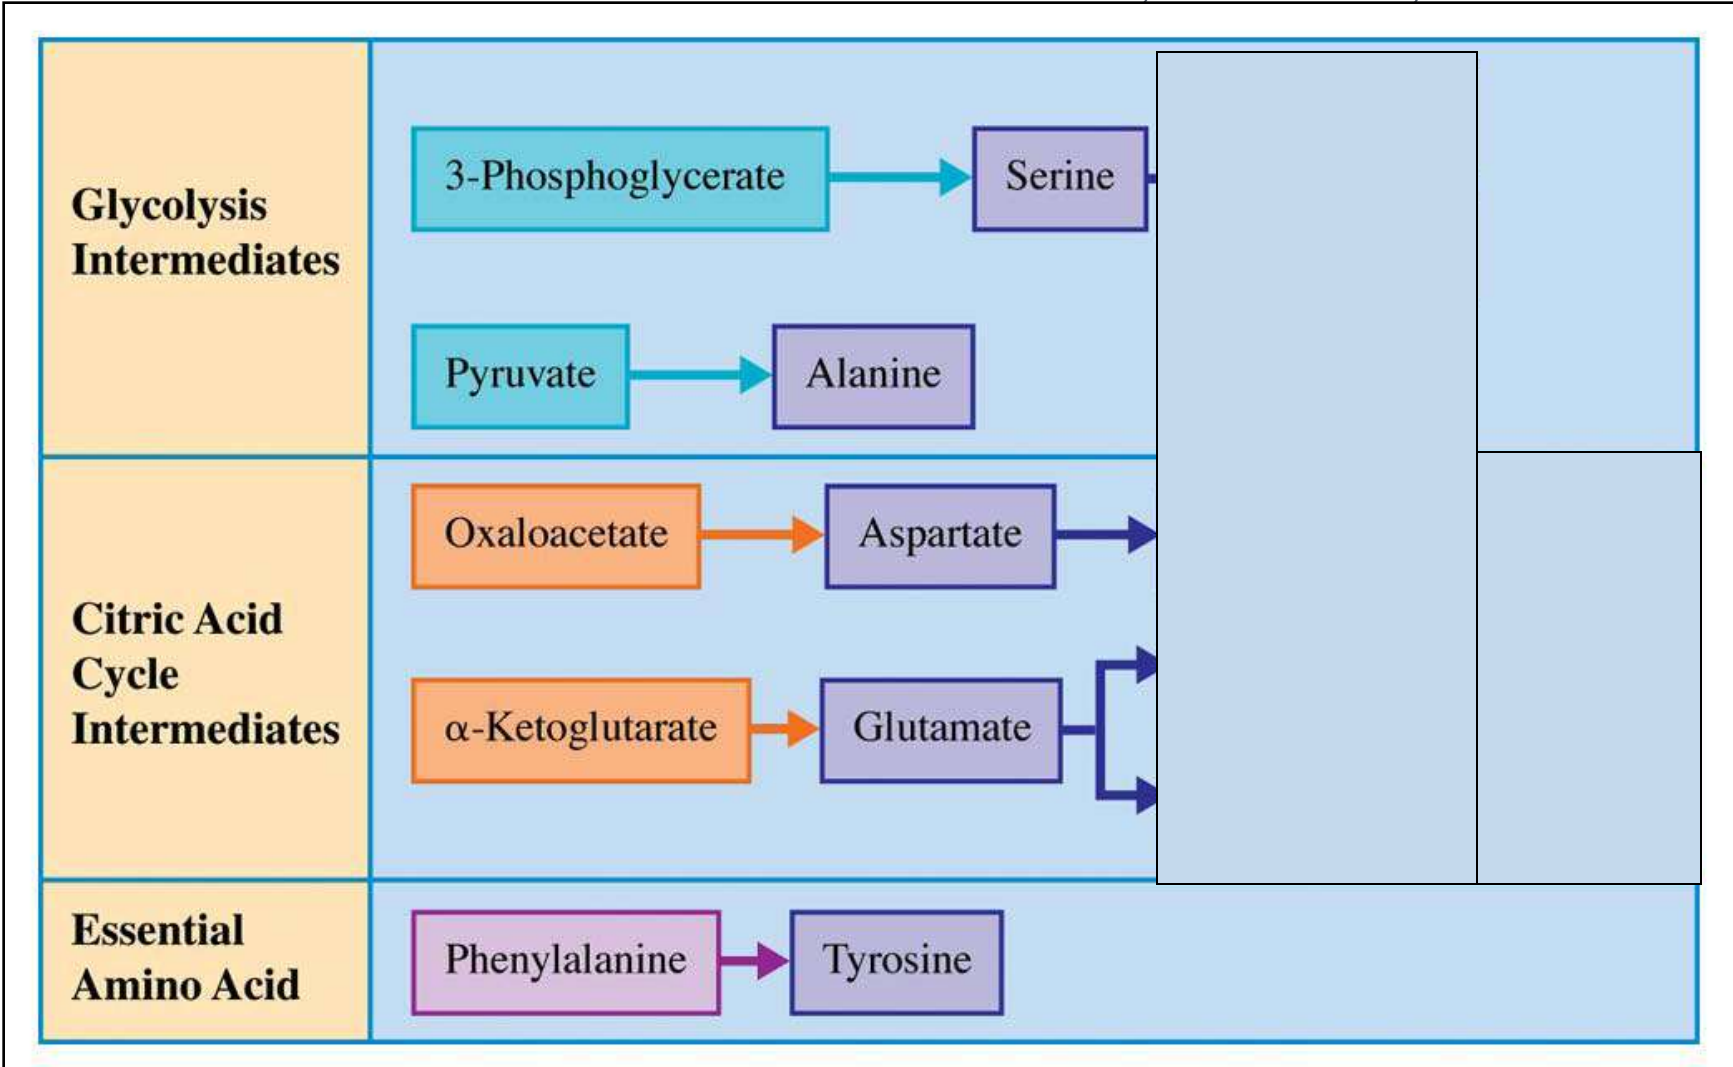 Glycolysis
Intermediates
3-Phosphoglycerate
Serine
Pyruvate
Alanine
Citric Acid
Cycle
Intermediates
Oxaloacetate
Aspartate
α-Ketoglutarate
Glutamate
Essential
Amino Acid
Phenylalanine
Tyrosine